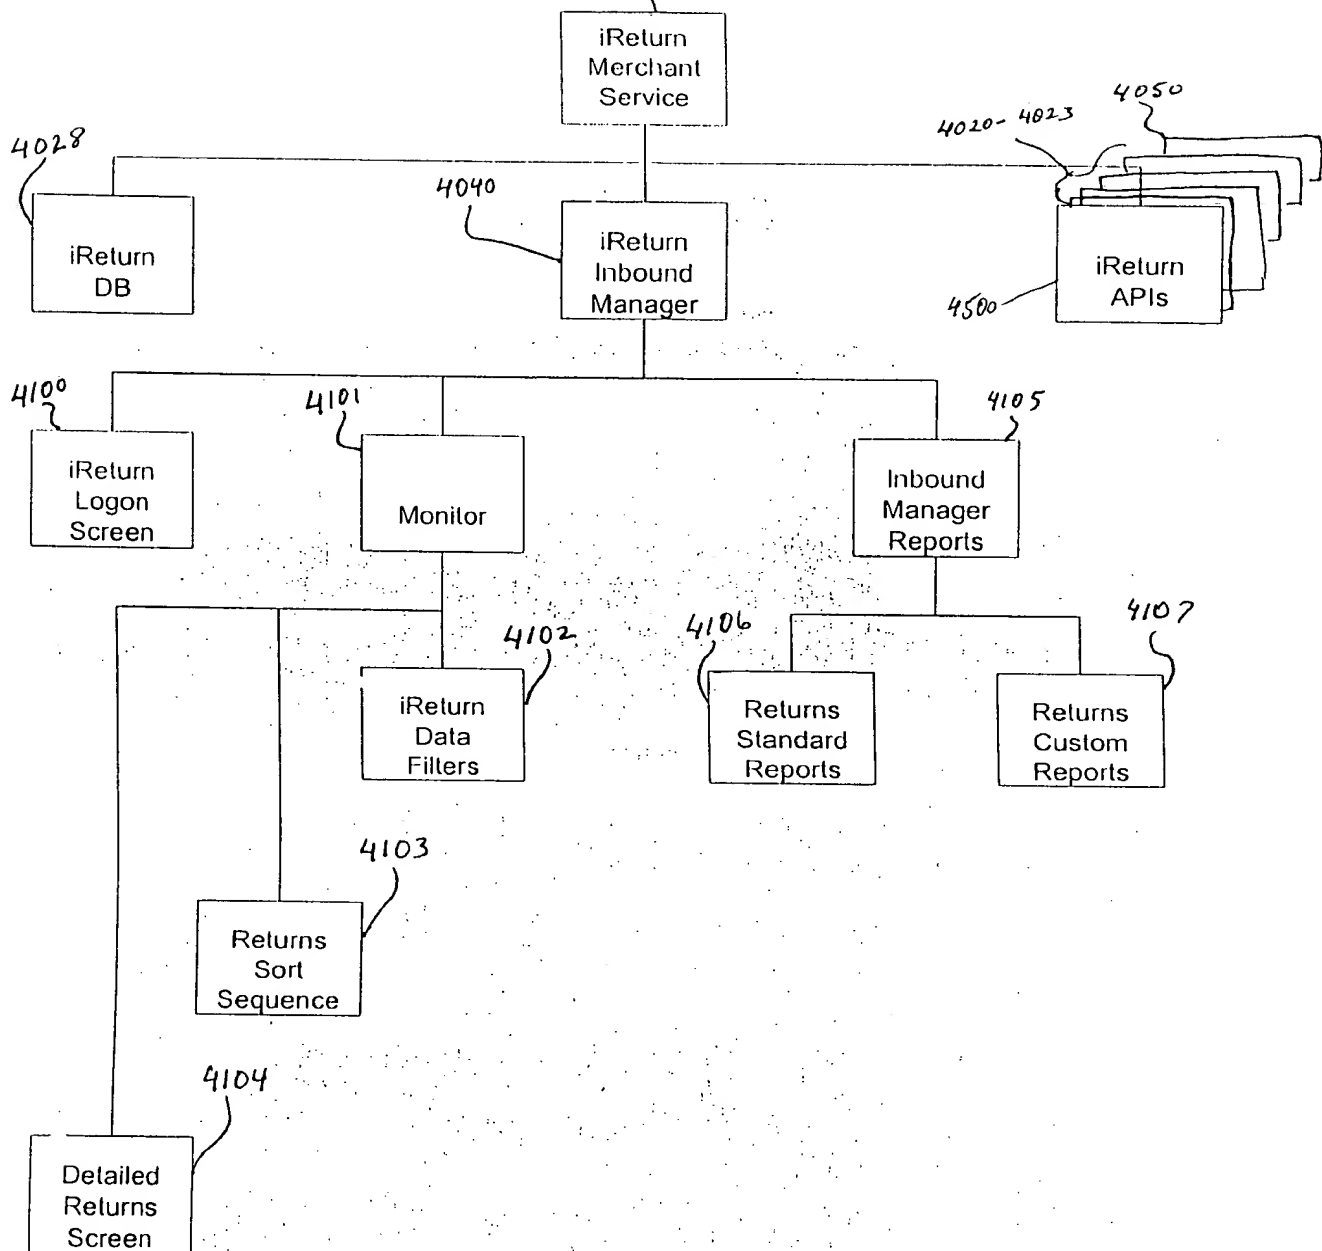 iReturn
Merchant
Service
4028
4040
4020-4023
4050
iReturn
DB
iReturn
Inbound
Manager
4500
iReturn
APIs
4100
4101
4105
iReturn
Logon
Screen
Monitor
Inbound
Manager
Reports
4102
4106
4107
iReturn
Data
Filters
Returns
Standard
Reports
Returns
Custom
Reports
4103
Returns
Sort
Sequence
4104
Detailed
Returns
Screen